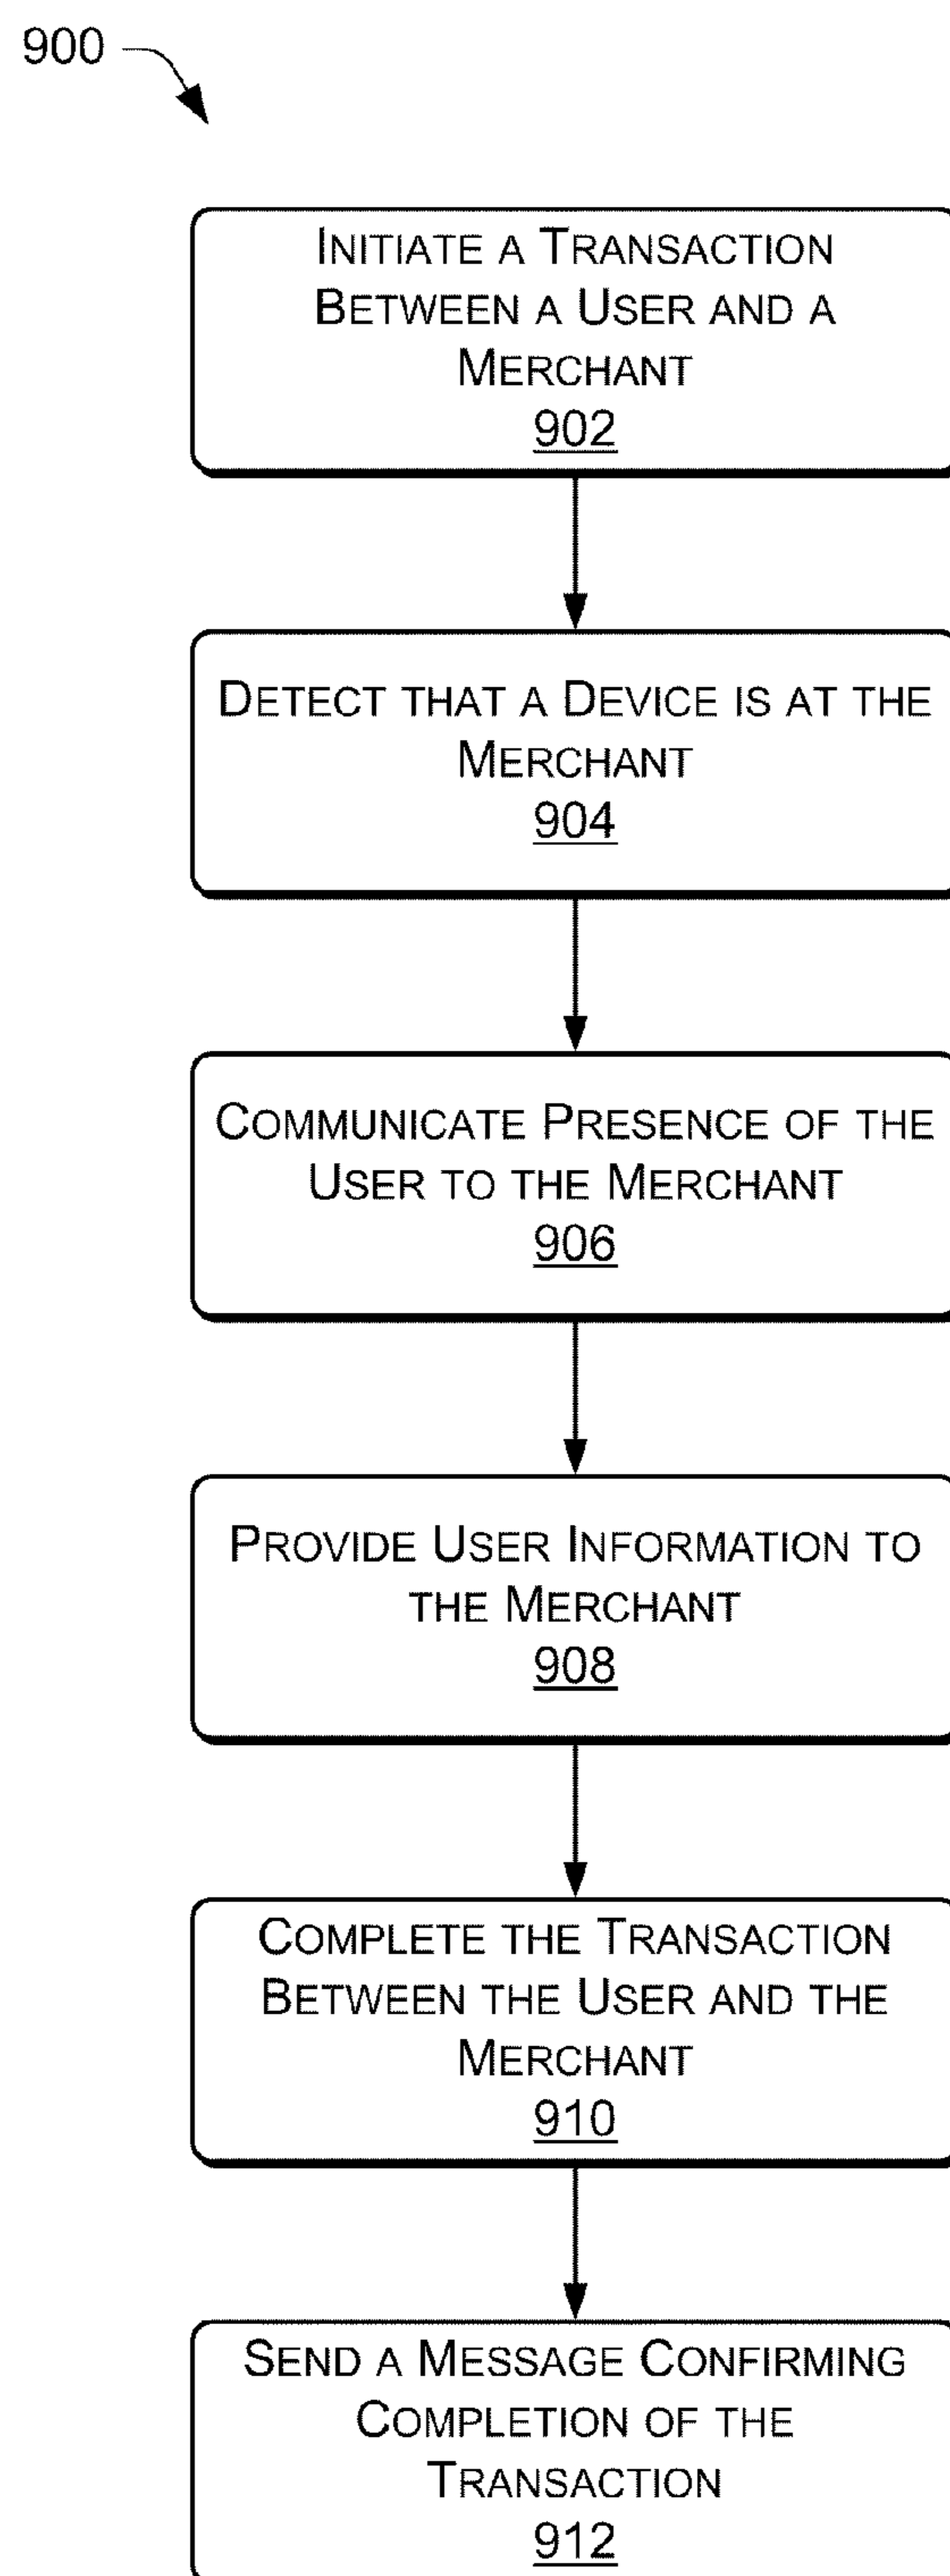 900
INITIATE A TRANSACTION
BETWEEN A USER AND A
MERCHANT
902
DETECT THAT A DEVICE IS AT THE
MERCHANT
904
COMMUNICATE PRESENCE OF THE
USER TO THE MERCHANT
906
PROVIDE USER INFORMATION TO
THE MERCHANT
908
COMPLETE THE TRANSACTION
BETWEEN THE USER AND THE
MERCHANT
910
SEND A MESSAGE CONFIRMING
COMPLETION OF THE
TRANSACTION
912